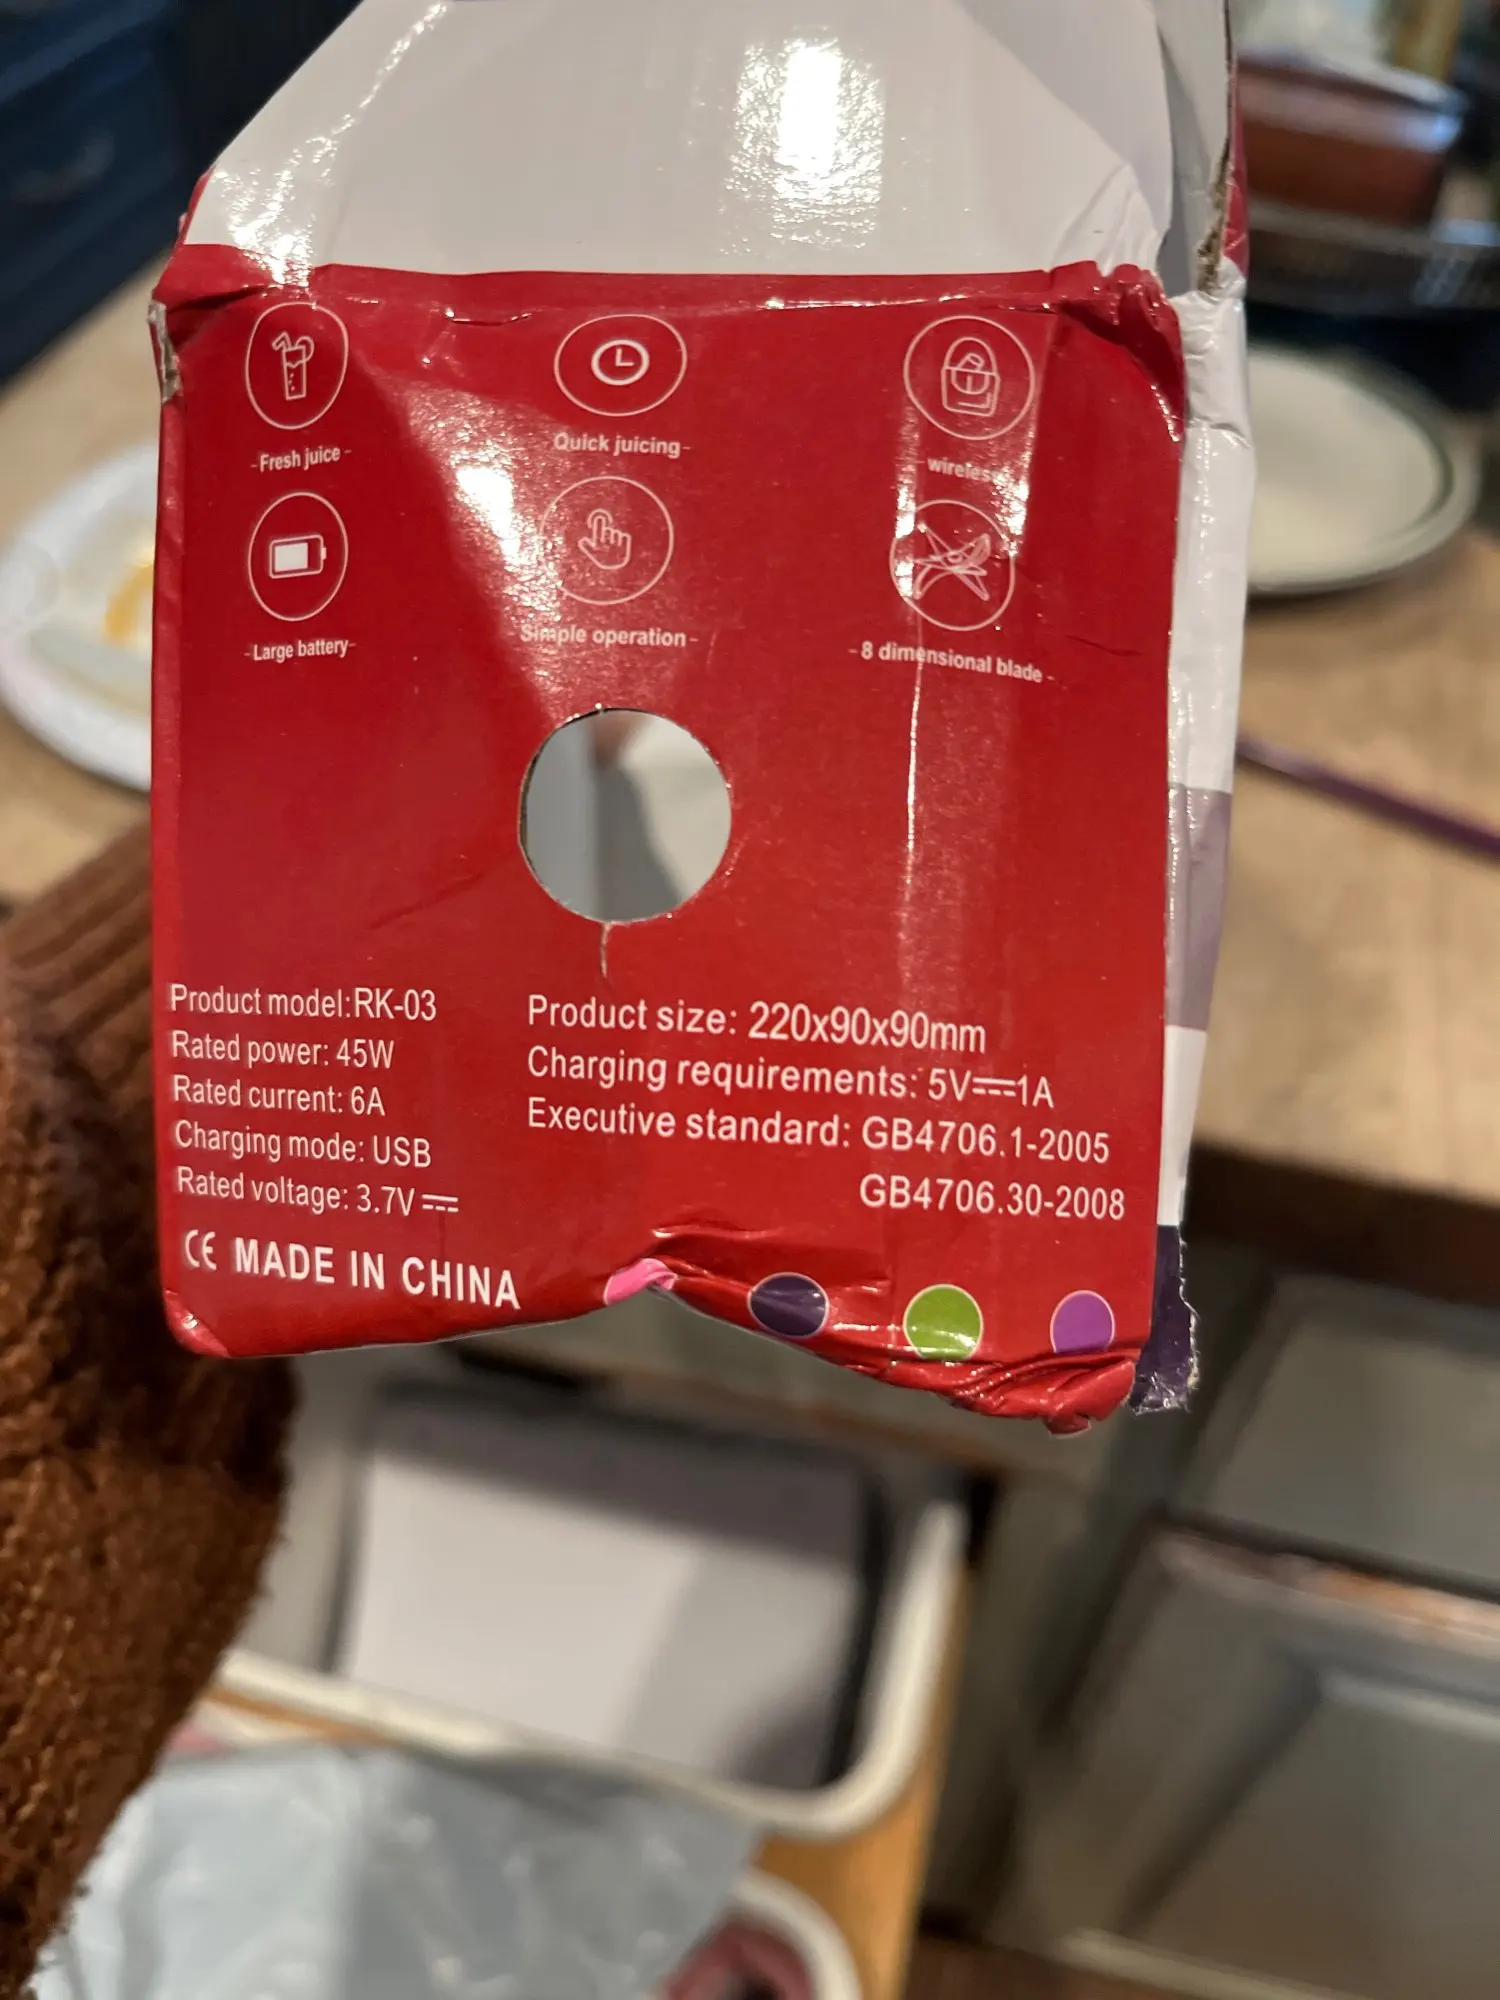 -Fresh juice-
Quick juicing-
wireless
-Large battery-
Simple operation-
-8 dimensional blade-
Product model:RK-03
Rated power: 45W
Rated current: 6A
Charging mode: USB
Rated voltage: 3.7V⎓
CE MADE IN CHINA
Product size: 220x90x90mm
Charging requirements: 5V⎓1A
Executive standard: GB4706.1-2005
GB4706.30-2008